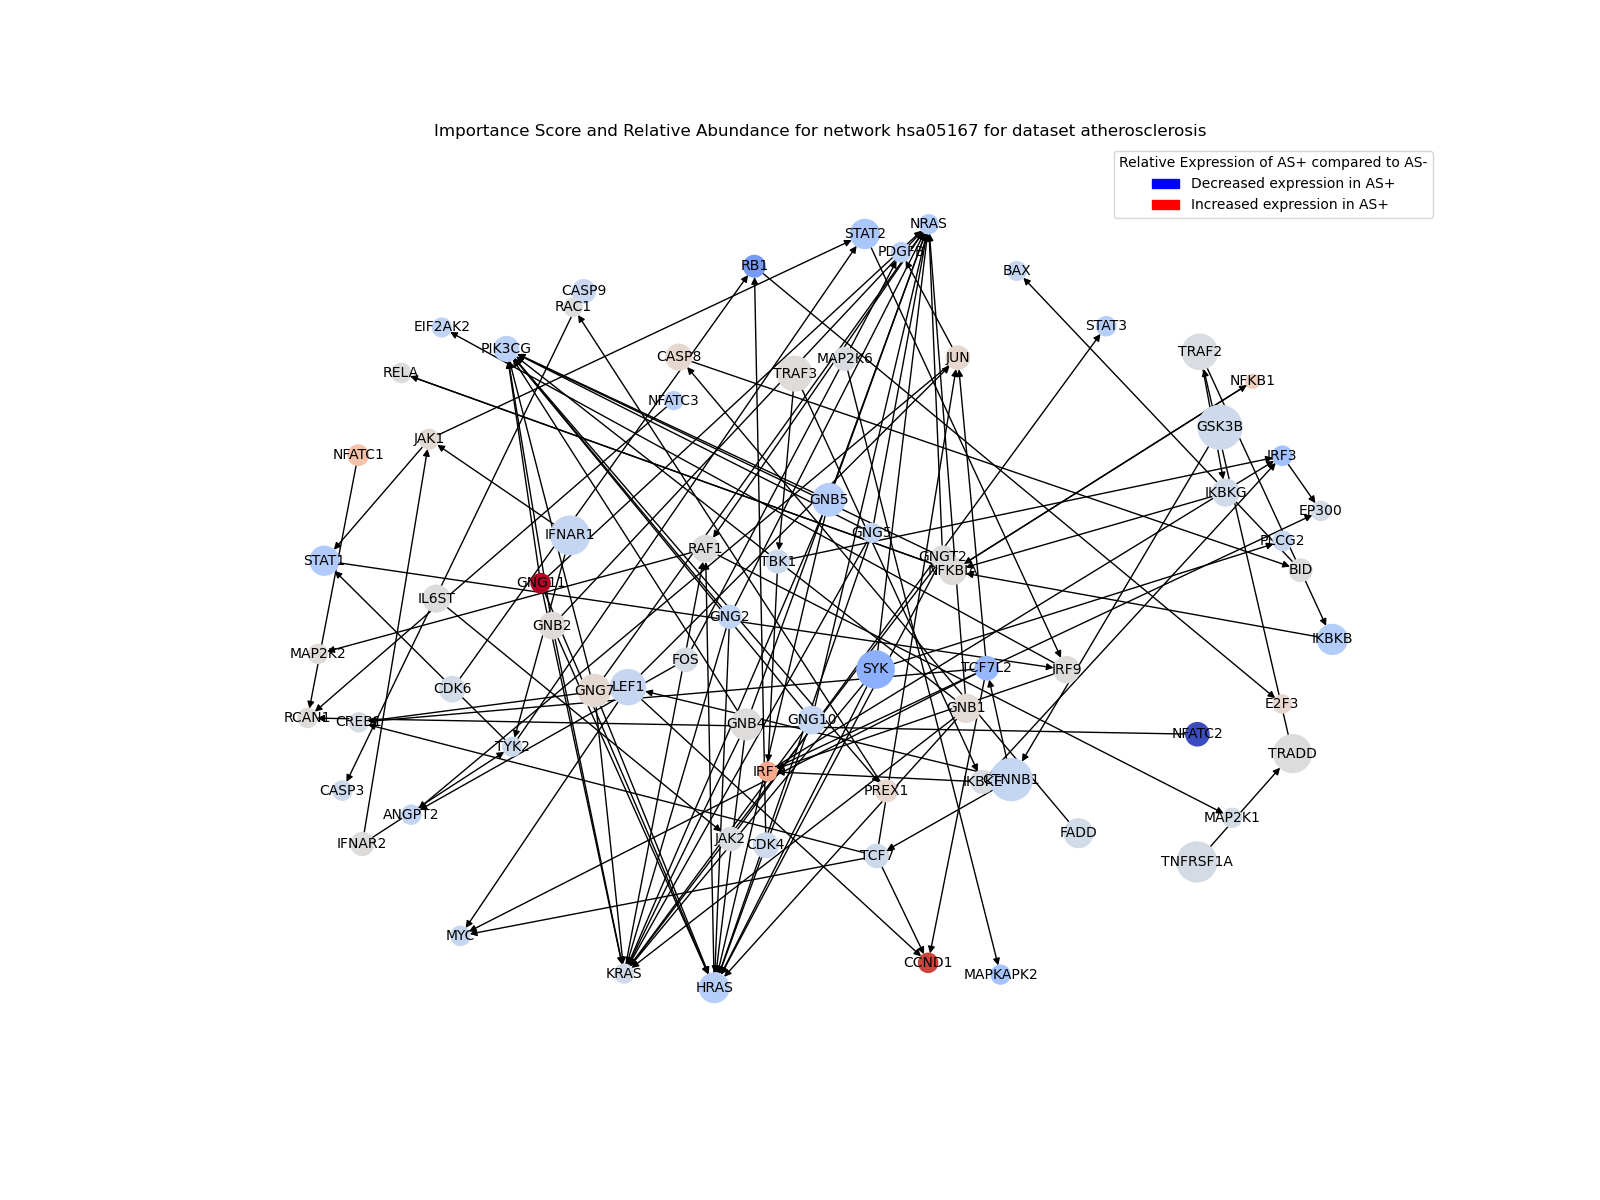 Importance Score and Relative Abundance for network hsa05167 for dataset atherosclerosis
Relative Expression of AS+ compared to AS-
Decreased expression in AS+
Increased expression in AS+
NRAS
STAT2
PDGFB
RB1
BAX
CASP9
RAC1
EIF2AK2
STAT3
PIK3CG
TRAF2
CASP8
MAP2K6
JUN
RELA
TRAF3
NFKB1
NFATC3
GSK3B
JAK1
NFATC1
IRF3
IKBKG
GNB5
EP300
IFNAR1
GNG5
PLCG2
RAF1
GNGT2
STAT1
TBK1
BID
GNG11
IL6ST
GNG2
GNB2
IKBKB
MAP2K2
FOS
SYK
TCF7L2
IRF9
CDK6
GNG7
LEF1
E2F3
GNB1
RCAN1
CREB1
GNB4
GNG10
NFATC2
TYK2
TRADD
IRF7
IKBKE
CTNNB1
CASP3
PREX1
ANGPT2
MAP2K1
FADD
JAK2
IFNAR2
CDK4
TCF7
TNFRSF1A
MYC
CCND1
KRAS
MAPKAPK2
HRAS